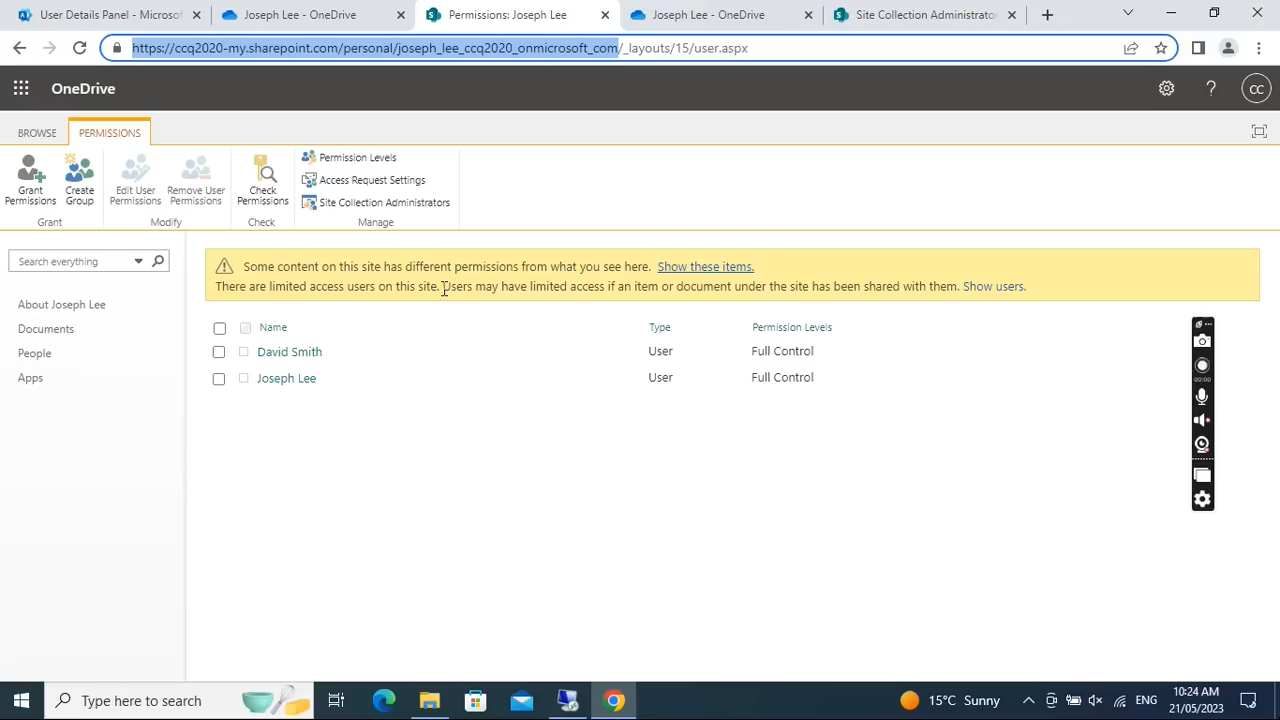 User Details Panel - Microsof
Joseph Lee - OneDrive
Permissions: Joseph Lee
Joseph Lee - OneDrive
Site Collection Administrator
https://ccq2020-my.sharepoint.com/personal/joseph_lee_ccq2020_onmicrosoft_com/_layouts/15/user.aspx
OneDrive
CC
BROWSE
PERMISSIONS
Grant Permissions
Create Group
Edit User Permissions
Remove User Permissions
Check Permissions
Permission Levels
Access Request Settings
Site Collection Administrators
Grant
Modify
Check
Manage
Search everything
Some content on this site has different permissions from what you see here. Show these items.
There are limited access users on this site. Users may have limited access if an item or document under the site has been shared with them. Show users.
About Joseph Lee
Documents
People
Apps
Name Type Permission Levels
David Smith User Full Control
Joseph Lee User Full Control
00:00
Type here to search
15°C Sunny
ENG
10:24 AM
21/05/2023